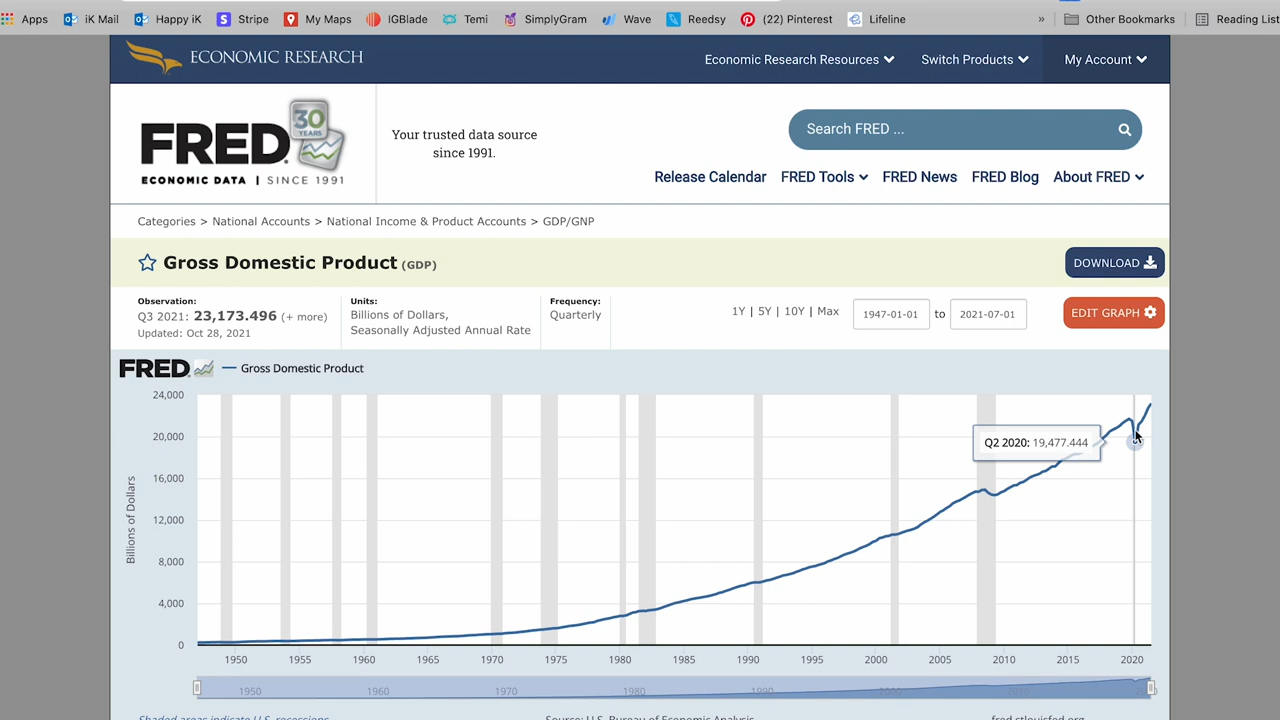 Apps iK Mail Happy iK Stripe My Maps IGBlade Temi SimplyGram Wave Reedsy (22) Pinterest Lifeline » Other Bookmarks Reading List
ECONOMIC RESEARCH Economic Research Resources Switch Products My Account
30
YEARS
FRED
ECONOMIC DATA | SINCE 1991
Your trusted data source
since 1991.
Search FRED ...
Release Calendar FRED Tools FRED News FRED Blog About FRED
Categories > National Accounts > National Income & Product Accounts > GDP/GNP
Gross Domestic Product (GDP) DOWNLOAD
Observation:
Q3 2021: 23,173.496 (+ more)
Updated: Oct 28, 2021
Units:
Billions of Dollars,
Seasonally Adjusted Annual Rate
Frequency:
Quarterly
1Y | 5Y | 10Y | Max 1947-01-01 to 2021-07-01 EDIT GRAPH
FRED Gross Domestic Product
24,000
20,000
16,000
12,000
8,000
4,000
0
Billions of Dollars
Q2 2020: 19,477.444
1950 1955 1960 1965 1970 1975 1980 1985 1990 1995 2000 2005 2010 2015 2020
1950 1960 1970 1980 1990 2000 2010
Shaded areas indicate U.S. recessions. Source: U.S. Bureau of Economic Analysis fred.stlouisfed.org